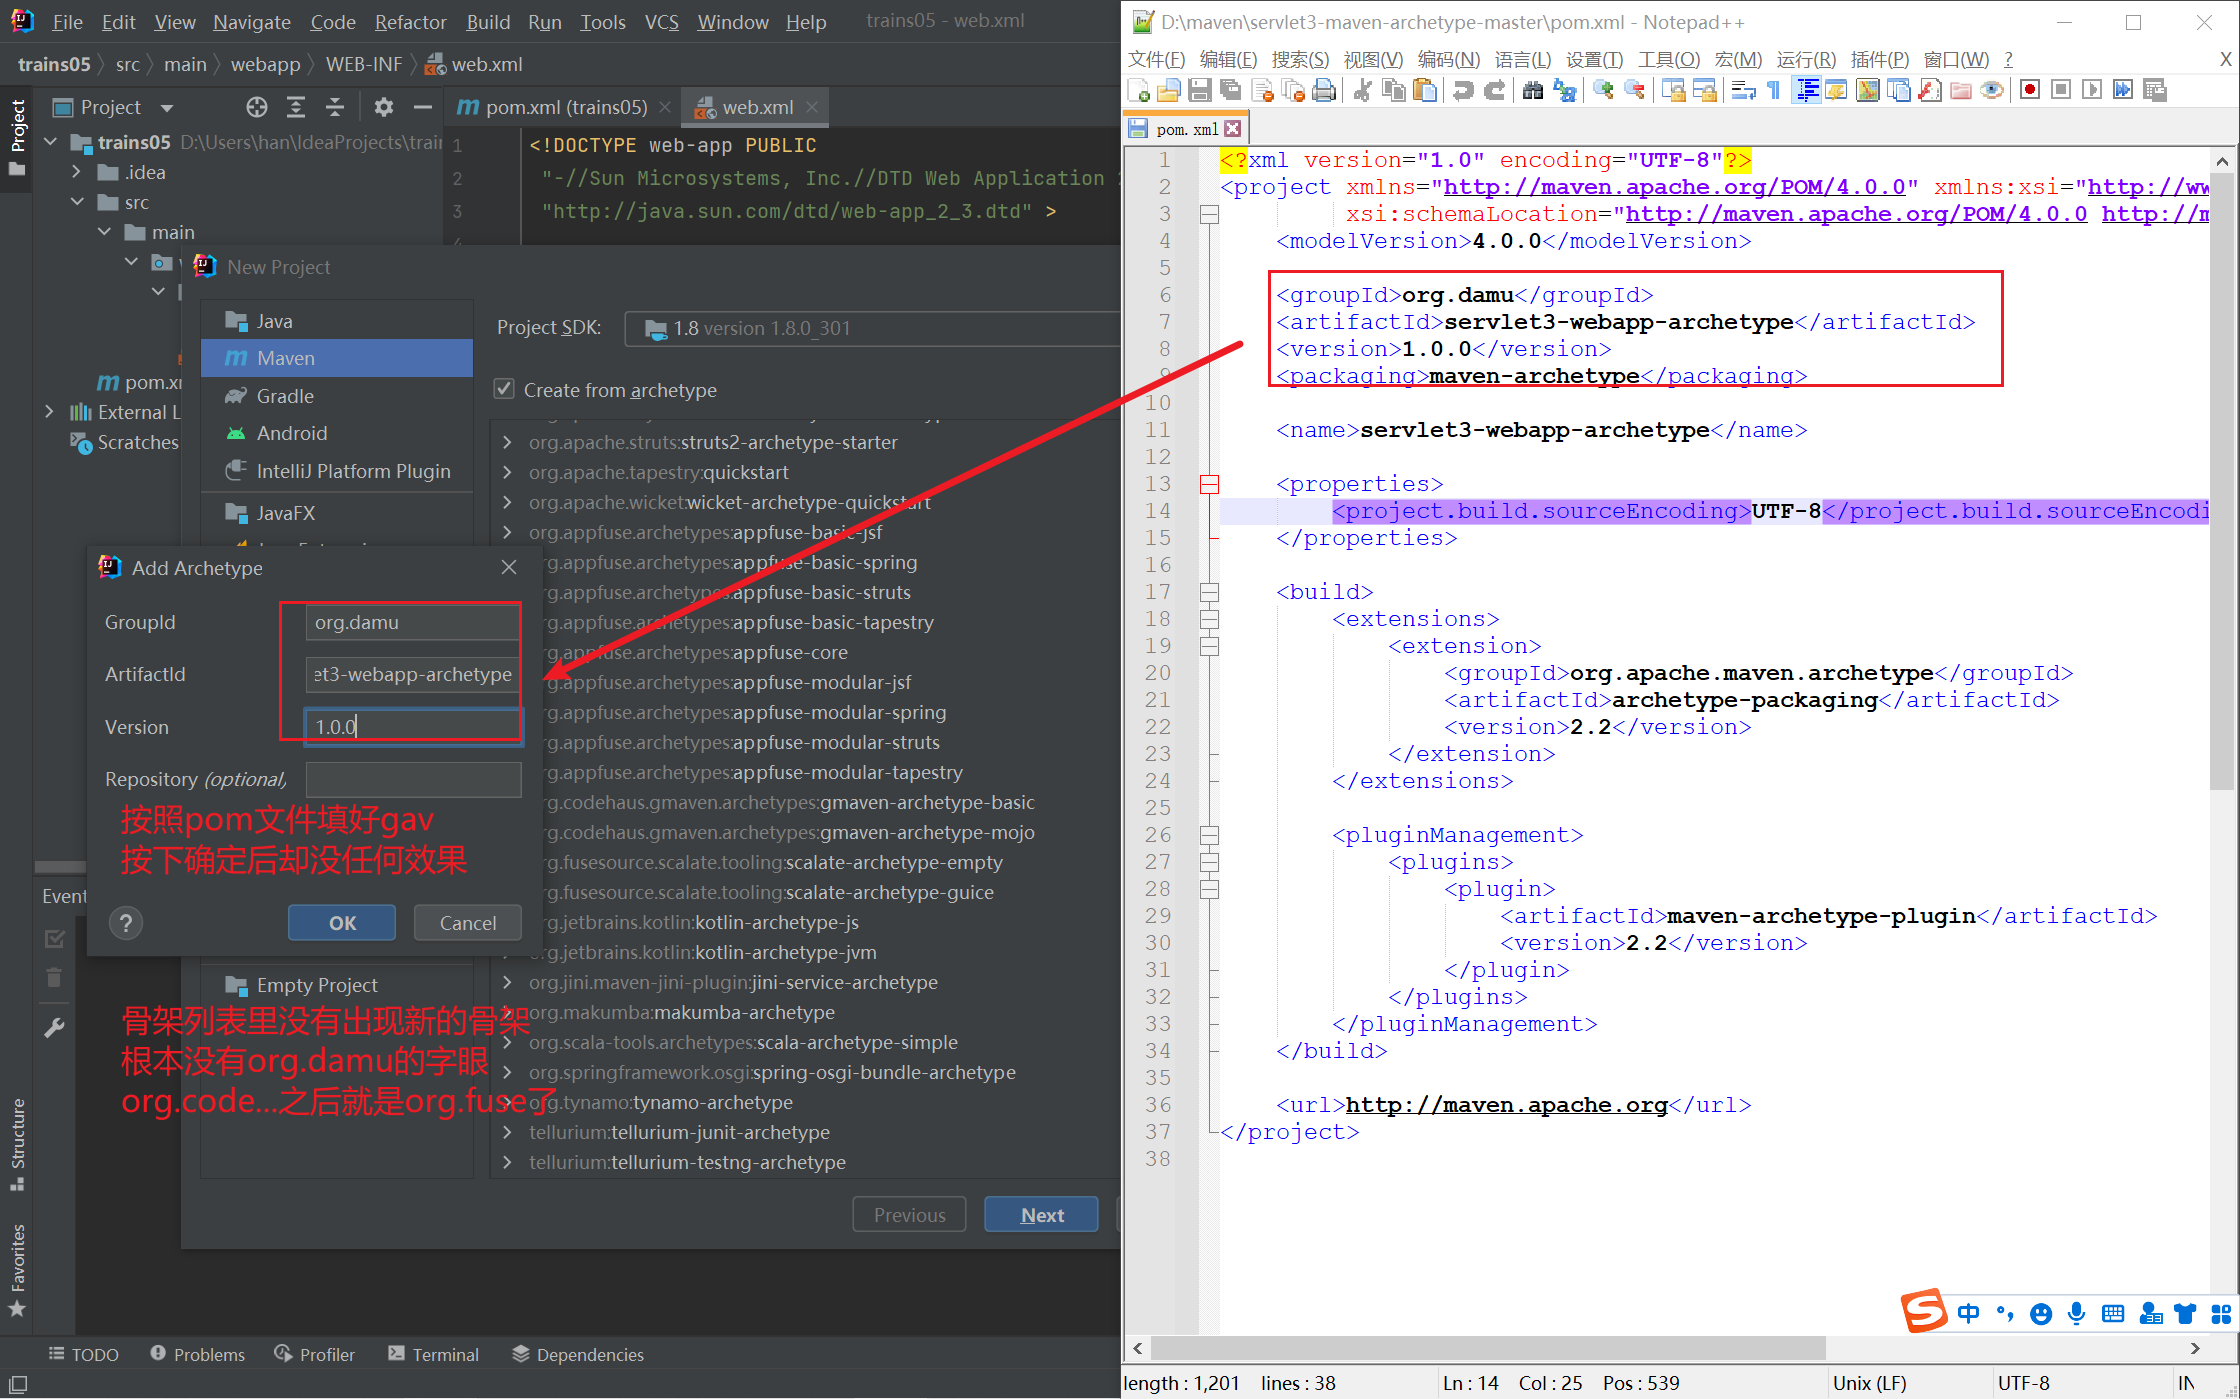 File Edit View Navigate Code Refactor Build Run Tools VCS Window Help trains05 - web.xml
trains05 src main webapp WEB-INF web.xml
Project
Project
pom.xml (trains05)
web.xml
trains05 D:\Users\han\IdeaProjects\trai
.idea
src
main
pom.x
External L
Scratches
1 <!DOCTYPE web-app PUBLIC
2 "-//Sun Microsystems, Inc.//DTD Web Application
3 "http://java.sun.com/dtd/web-app_2_3.dtd" >
4
New Project
Java
Maven
Gradle
Android
IntelliJ Platform Plugin
JavaFX
Empty Project
Project SDK: 1.8 version 1.8.0_301
Create from archetype
org.apache.struts:struts2-archetype-starter
org.apache.tapestry:quickstart
org.apache.wicket:wicket-archetype-quickstart
org.appfuse.archetypes:appfuse-basic-jsf
rg.appfuse.archetypes:appfuse-basic-spring
rg.appfuse.archetypes:appfuse-basic-struts
rg.appfuse.archetypes:appfuse-basic-tapestry
rg.appfuse.archetypes:appfuse-core
rg.appfuse.archetypes:appfuse-modular-jsf
rg.appfuse.archetypes:appfuse-modular-spring
rg.appfuse.archetypes:appfuse-modular-struts
rg.appfuse.archetypes:appfuse-modular-tapestry
rg.codehaus.gmaven.archetypes:gmaven-archetype-basic
rg.codehaus.gmaven.archetypes:gmaven-archetype-mojo
rg.fusesource.scalate.tooling:scalate-archetype-empty
rg.fusesource.scalate.tooling:scalate-archetype-guice
rg.jetbrains.kotlin:kotlin-archetype-js
rg.jetbrains.kotlin:kotlin-archetype-jvm
org.jini.maven-jini-plugin:jini-service-archetype
org.makumba:makumba-archetype
org.scala-tools.archetypes:scala-archetype-simple
org.springframework.osgi:spring-osgi-bundle-archetype
org.tynamo:tynamo-archetype
tellurium:tellurium-junit-archetype
tellurium:tellurium-testng-archetype
Previous
Next
Add Archetype
GroupId org.damu
ArtifactId et3-webapp-archetype
Version 1.0.0
Repository (optional)
按照pom文件填好gav
按下确定后却没任何效果
? OK Cancel
骨架列表里没有出现新的骨架
根本没有org.damu的字眼
org.code...之后就是org.fuse了
Event
Structure
Favorites
TODO Problems Profiler Terminal Dependencies
D:\maven\servlet3-maven-archetype-master\pom.xml - Notepad++
文件(F) 编辑(E) 搜索(S) 视图(V) 编码(N) 语言(L) 设置(T) 工具(O) 宏(M) 运行(R) 插件(P) 窗口(W) ? X
pom.xml
1 <?xml version="1.0" encoding="UTF-8"?>
2 <project xmlns="http://maven.apache.org/POM/4.0.0" xmlns:xsi="http://ww
3 xsi:schemaLocation="http://maven.apache.org/POM/4.0.0 http://m
4 <modelVersion>4.0.0</modelVersion>
5
6 <groupId>org.damu</groupId>
7 <artifactId>servlet3-webapp-archetype</artifactId>
8 <version>1.0.0</version>
9 <packaging>maven-archetype</packaging>
10
11 <name>servlet3-webapp-archetype</name>
12
13 <properties>
14 <project.build.sourceEncoding>UTF-8</project.build.sourceEncodi
15 </properties>
16
17 <build>
18 <extensions>
19 <extension>
20 <groupId>org.apache.maven.archetype</groupId>
21 <artifactId>archetype-packaging</artifactId>
22 <version>2.2</version>
23 </extension>
24 </extensions>
25
26 <pluginManagement>
27 <plugins>
28 <plugin>
29 <artifactId>maven-archetype-plugin</artifactId>
30 <version>2.2</version>
31 </plugin>
32 </plugins>
33 </pluginManagement>
34 </build>
35
36 <url>http://maven.apache.org</url>
37 </project>
38
中
length : 1,201 lines : 38 Ln : 14 Col : 25 Pos : 539 Unix (LF) UTF-8 IN